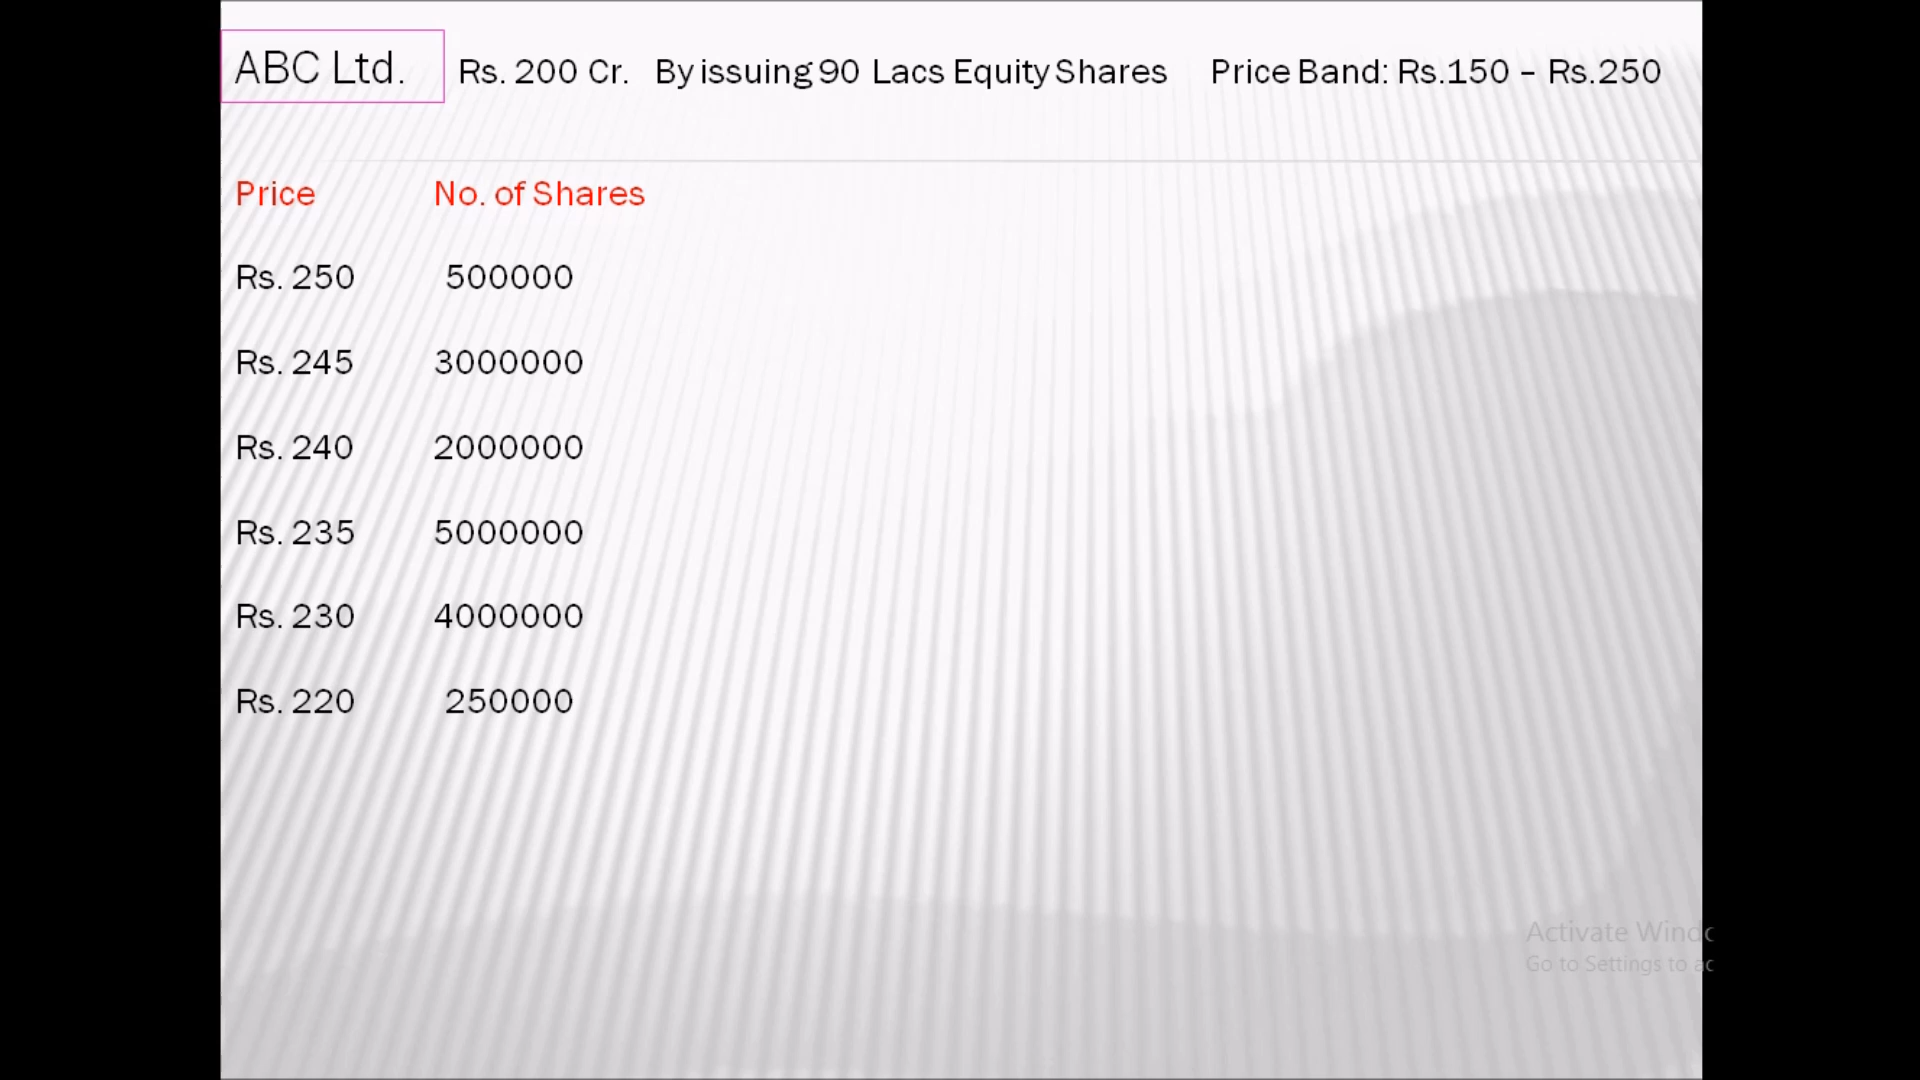 ABC Ltd. Rs. 200 Cr. By issuing 90 Lacs Equity Shares Price Band: Rs.150 – Rs.250
Price No. of Shares
Rs. 250 500000
Rs. 245 3000000
Rs. 240 2000000
Rs. 235 5000000
Rs. 230 4000000
Rs. 220 250000
Activate
Go to Settings to